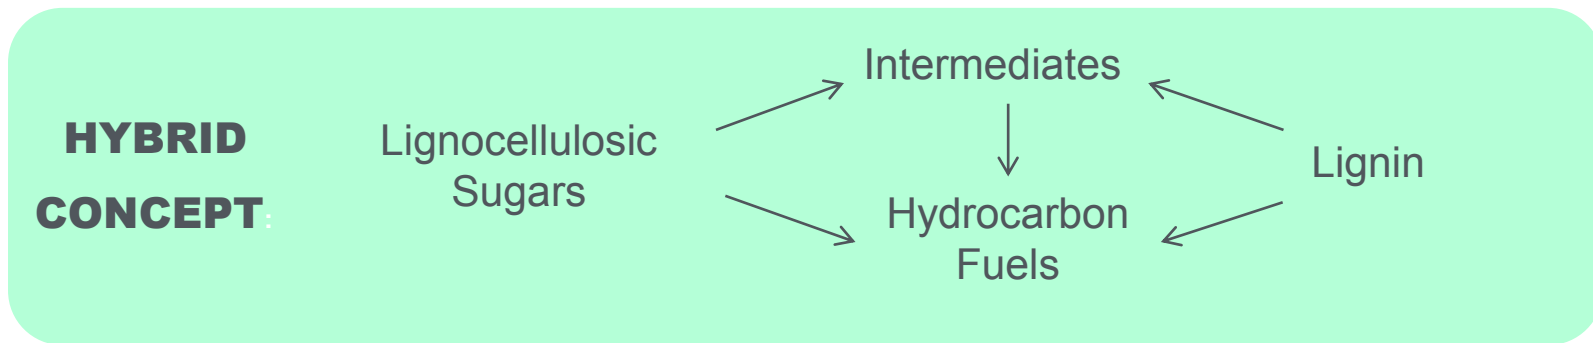 HYBRID
CONCEPT:
Lignocellulosic
Sugars
Intermediates
Hydrocarbon
Fuels
Lignin